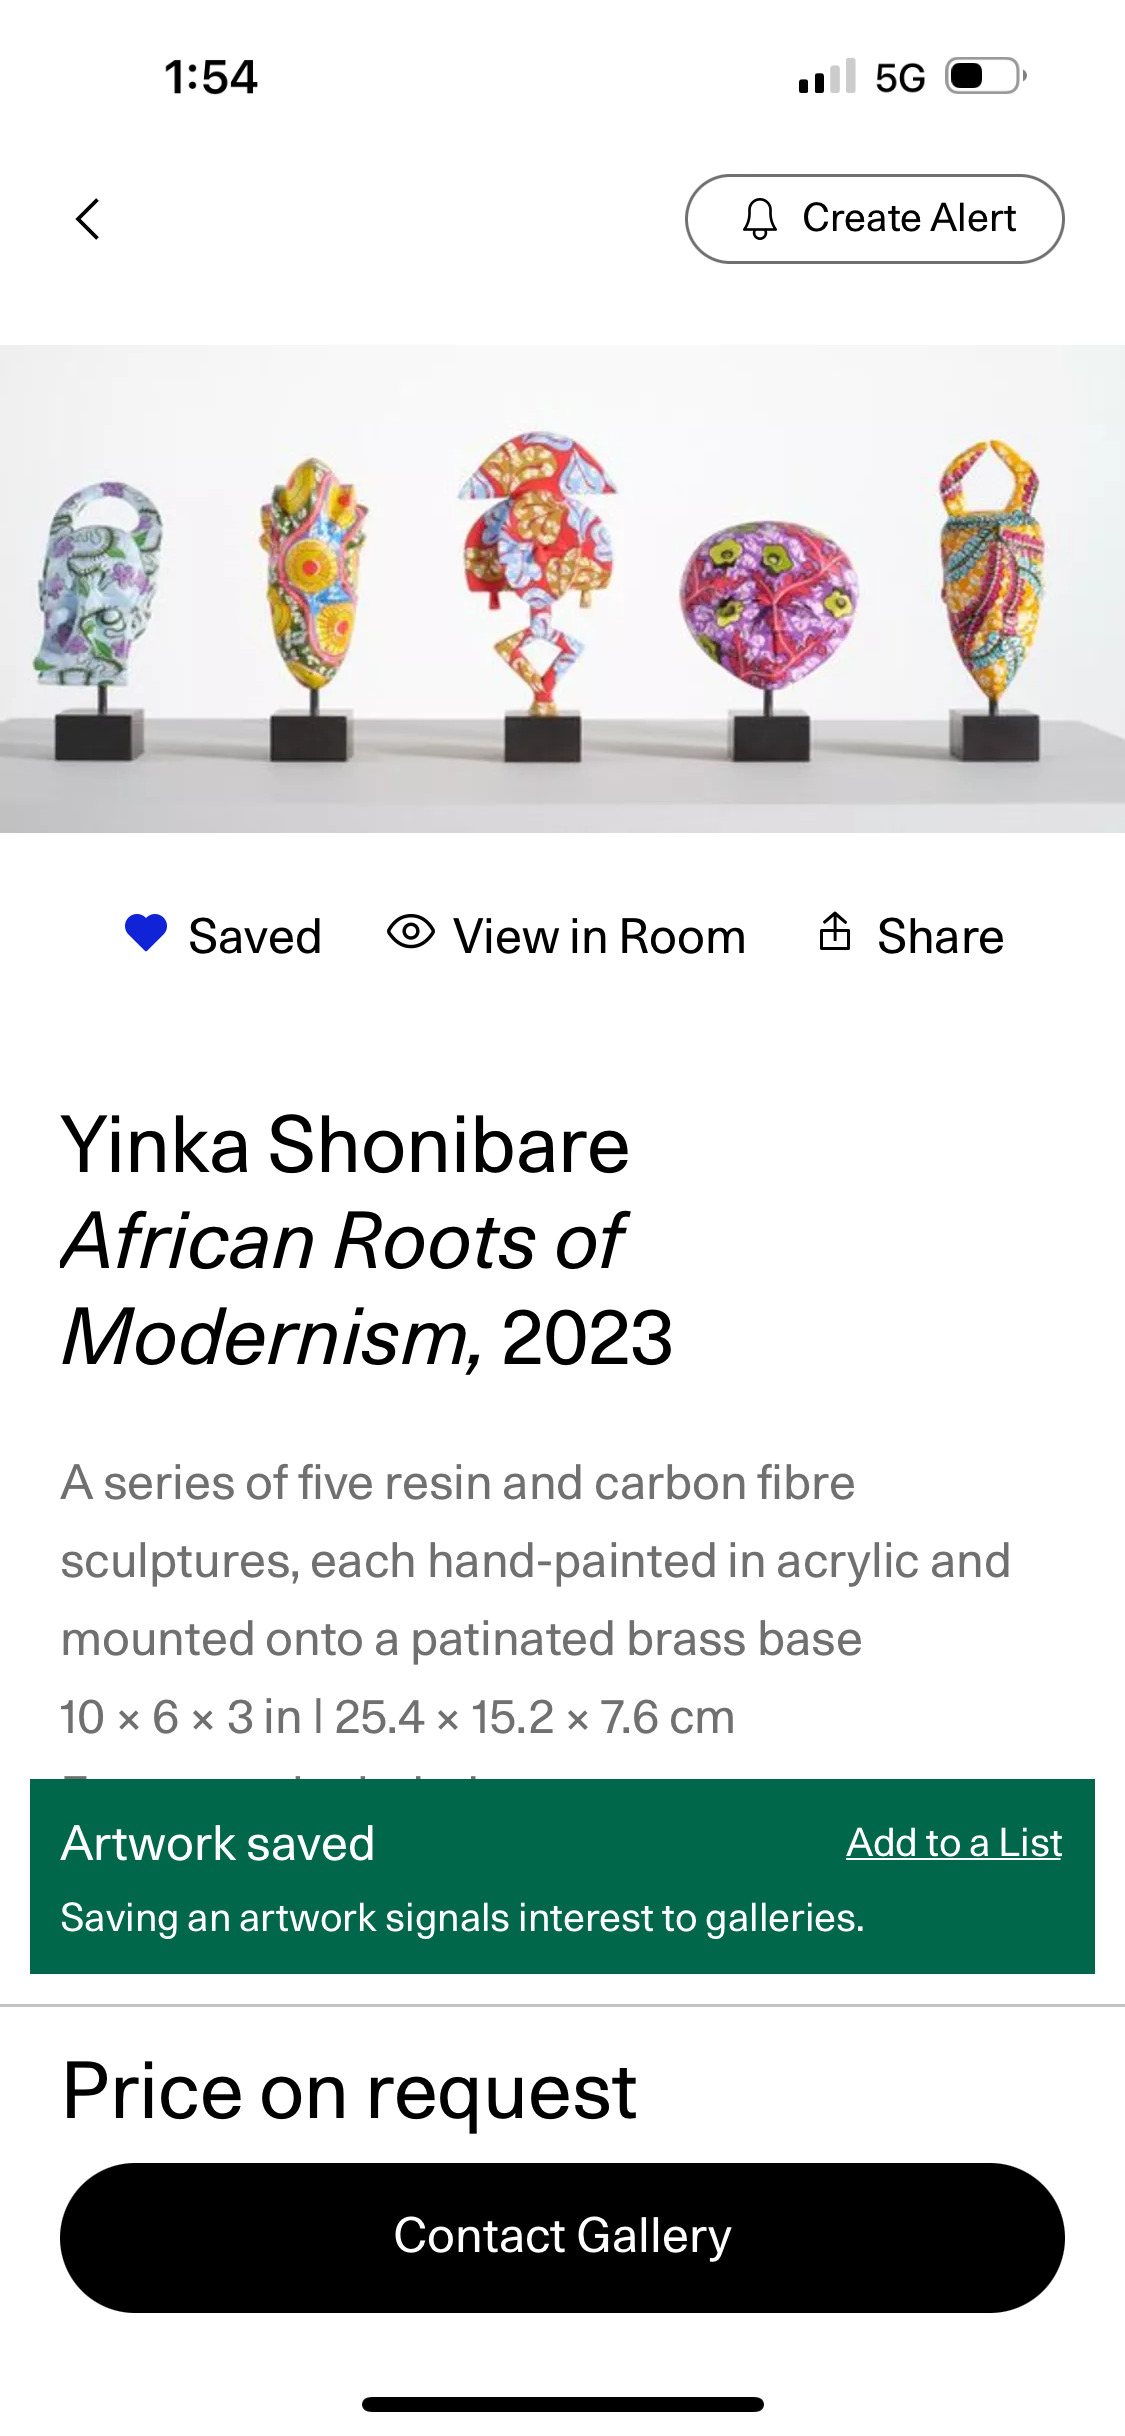 1:54
5G
Create Alert
Saved
View in Room
Share
Yinka Shonibare
African Roots of
Modernism, 2023
A series of five resin and carbon fibre
sculptures, each hand-painted in acrylic and
mounted onto a patinated brass base
10 × 6 × 3 in | 25.4 × 15.2 × 7.6 cm
Artwork saved
Add to a List
Saving an artwork signals interest to galleries.
Price on request
Contact Gallery